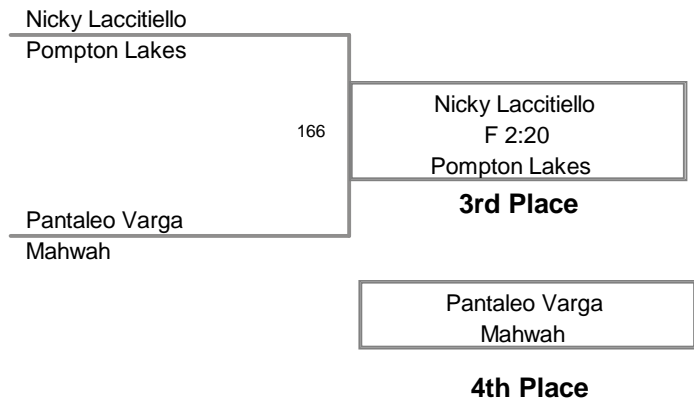 Nicky Laccitiello
Pompton Lakes
166
Nicky Laccitiello
F 2:20
Pompton Lakes
3rd Place
Pantaleo Varga
Mahwah
Pantaleo Varga
Mahwah
4th Place